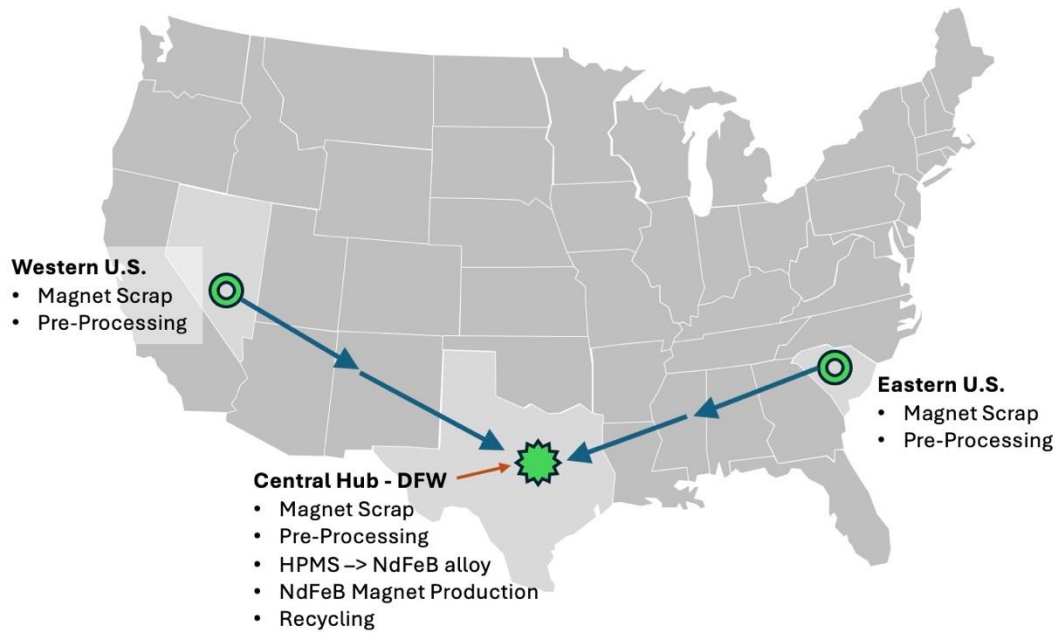 Western U.S.
• Magnet Scrap
• Pre-Processing
Eastern U.S.
• Magnet Scrap
• Pre-Processing
Central Hub - DFW
• Magnet Scrap
• Pre-Processing
• HPMS –> NdFeB alloy
• NdFeB Magnet Production
• Recycling